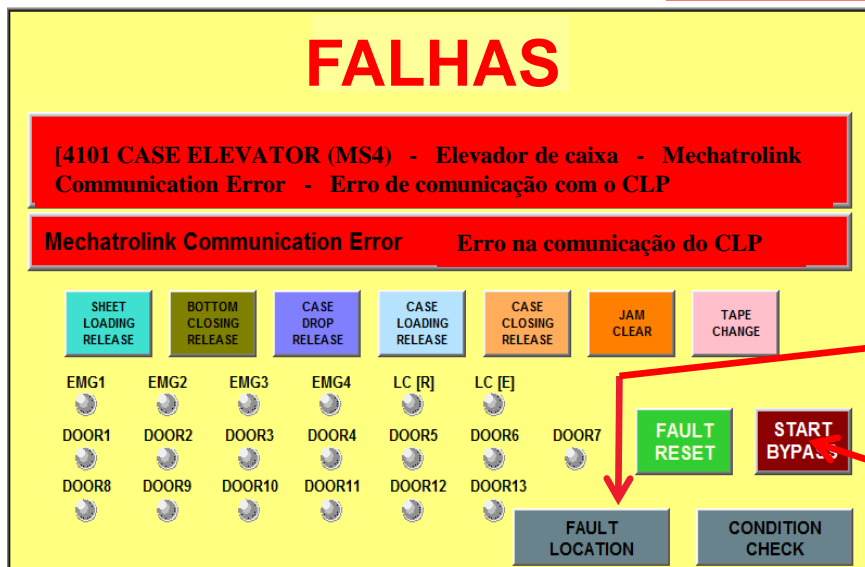 FALHAS
[4101 CASE ELEVATOR (MS4) - Elevador de caixa - Mechatrolink
Communication Error - Erro de comunicação com o CLP
Mechatrolink Communication Error Erro na comunicação do CLP
SHEET
LOADING
RELEASE
BOTTOM
CLOSING
RELEASE
CASE
DROP
RELEASE
CASE
LOADING
RELEASE
CASE
CLOSING
RELEASE
JAM
CLEAR
TAPE
CHANGE
EMG1 EMG2 EMG3 EMG4 LC [R] LC [E]
DOOR1 DOOR2 DOOR3 DOOR4 DOOR5 DOOR6 DOOR7
DOOR8 DOOR9 DOOR10 DOOR11 DOOR12 DOOR13
FAULT
RESET
START
BYPASS
FAULT
LOCATION
CONDITION
CHECK